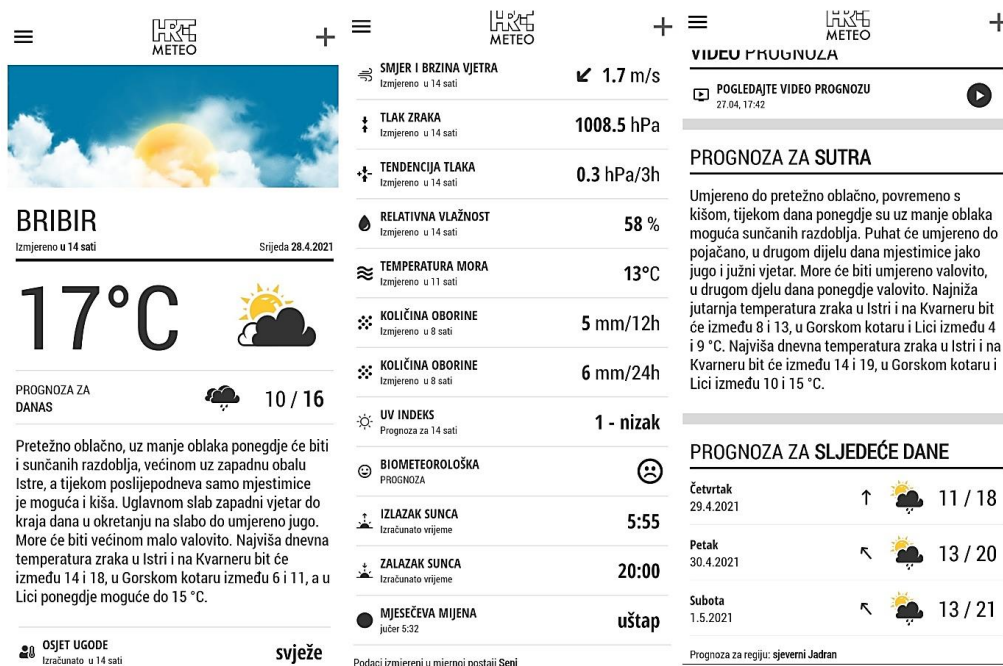 HRT
METEO
BRIBIR
Izmjereno u 14 sati
Srijeda 28.4.2021
17°C
PROGNOZA ZA
DANAS
10 / 16
Pretežno oblačno, uz manje oblaka ponegdje će biti
i sunčanih razdoblja, većinom uz zapadnu obalu
Istre, a tijekom poslijepodneva samo mjestimice
je moguća i kiša. Uglavnom slab zapadni vjetar do
kraja dana u okretanju na slabo do umjereno jugo.
More će biti većinom malo valovito. Najviša dnevna
temperatura zraka u Istri i na Kvarneru bit će
između 14 i 18, u Gorskom kotaru između 6 i 11, a u
Lici ponegdje moguće do 15 °C.
OSJET UGODE
Izračunato u 14 sati
svježe
HRT
METEO
SMJER I BRZINA VJETRA
Izmjereno u 14 sati
1.7 m/s
TLAK ZRAKA
Izmjereno u 14 sati
1008.5 hPa
TENDENCIJA TLAKA
Izmjereno u 14 sati
0.3 hPa/3h
RELATIVNA VLAŽNOST
Izmjereno u 14 sati
58 %
TEMPERATURA MORA
Izmjereno u 11 sati
13°C
KOLIČINA OBORINE
Izmjereno u 8 sati
5 mm/12h
KOLIČINA OBORINE
Izmjereno u 8 sati
6 mm/24h
UV INDEKS
Prognoza za 14 sati
1 - nizak
BIOMETEOROLOŠKA
PROGNOZA
IZLAZAK SUNCA
Izračunato vrijeme
5:55
ZALAZAK SUNCA
Izračunato vrijeme
20:00
MJESEČEVA MIJENA
jučer 5:32
uštap
Podaci izmjereni u mjernoj postaji Senj
HRT
METEO
VIDEO PROGNOZA
POGLEDAJTE VIDEO PROGNOZU
27.04, 17:42
PROGNOZA ZA SUTRA
Umjereno do pretežno oblačno, povremeno s
kišom, tijekom dana ponegdje su uz manje oblaka
moguća sunčanih razdoblja. Puhat će umjereno do
pojačano, u drugom dijelu dana mjestimice jako
jugo i južni vjetar. More će biti umjereno valovito,
u drugom djelu dana ponegdje valovito. Najniža
jutarnja temperatura zraka u Istri i na Kvarneru bit
će između 8 i 13, u Gorskom kotaru i Lici između 4
i 9 °C. Najviša dnevna temperatura zraka u Istri i na
Kvarneru bit će između 14 i 19, u Gorskom kotaru i
Lici između 10 i 15 °C.
PROGNOZA ZA SLJEDEĆE DANE
Četvrtak
29.4.2021
11 / 18
Petak
30.4.2021
13 / 20
Subota
1.5.2021
13 / 21
Prognoza za regiju: sjeverni Jadran